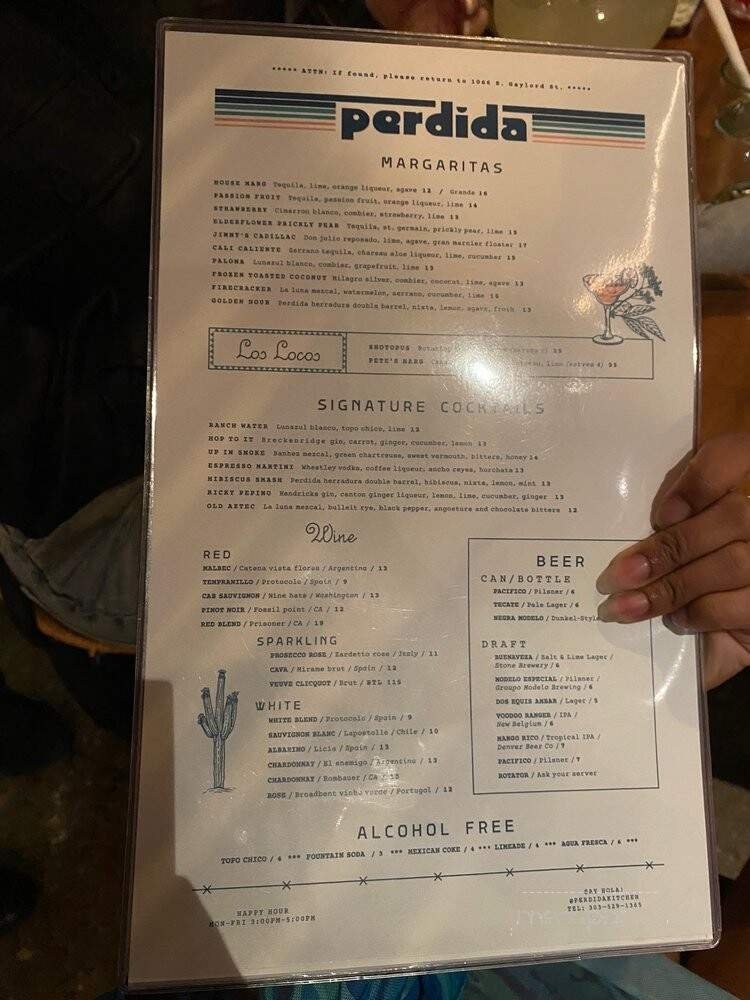 ***** ATTN: If found, please return to 1066 S. Gaylord St. *****
perdida
MARGARITAS
HOUSE MARG Tequila, lime, orange liqueur, agave 12 / Grande 16
PASSION FRUIT Tequila, passion fruit, orange liqueur, lime 14
STRAWBERRY Cimarron blanco, combier, strawberry, lime 13
ELDERFLOWER PRICKLY PEAR Tequila, st. germain, prickly pear, lime 15
JIMMY'S CADILLAC Don julio reposado, lime, agave, gran marnier floater 17
CALI CALIENTE Serrano tequila, chareau aloe liqueur, lime, cucumber 15
PALOMA Lunazul blanco, combier, grapefruit, lime 13
FROZEN TOASTED COCONUT Milagro silver, combier, coconut, lime, agave 13
FIRECRACKER La luna mezcal, watermelon, serrano, cucumber, lime 15
GOLDEN HOUR Perdida herradura double barrel, nixta, lemon, agave, froth 13
Los Locos
SHOTOPUS
PETE'S MARG lime (serves 4) 55
SIGNATURE COCKTAILS
RANCH WATER Lunazul blanco, topo chico, lime 13
HOP TO IT Breckenridge gin, carrot, ginger, cucumber, lemon 13
UP IN SMOKE Banhez mezcal, green chartreuse, sweet vermouth, bitters, honey 14
ESPRESSO MARTINI Wheatley vodka, coffee liqueur, ancho reyes, horchata 13
HIBISCUS SMASH Perdida herradura double barrel, hibiscus, nixta, lemon, mint 13
RICKY PEPINO Hendricks gin, canton ginger liqueur, lemon, lime, cucumber, ginger 13
OLD AZTEC La luna mezcal, bulleit rye, black pepper, angosture and chocolate bitters 12
Wine
RED
MALBEC / Catena vista flores / Argentina / 13
TEMPRANILLO / Protocolo / Spain / 9
CAB SAUVIGNON / Nine hats / Washington / 13
PINOT NOIR / Fossil point / CA / 12
RED BLEND / Prisoner / CA / 19
SPARKLING
PROSECCO ROSE / Zardetto rose / Italy / 11
CAVA / Mirame brut / Spain / 12
VEUVE CLICQUOT / Brut / BTL 115
WHITE
WHITE BLEND / Protocolo / Spain / 9
SAUVIGNON BLANC / Lapostolle / Chile / 10
ALBARINO / Licia / Spain / 13
CHARDONNAY / El enemigo / Argentina / 13
CHARDONNAY / Rombauer / CA / 15
ROSE / Broadbent vinho verde / Portugol / 12
BEER
CAN/BOTTLE
PACIFICO / Pilsner / 6
TECATE / Pale Lager / 6
NEGRA MODELO / Dunkel-Style
DRAFT
BUENAVEZA / Salt & Lime Lager /
Stone Brewery / 6
MODELO ESPECIAL / Pilsner /
Groupo Modelo Brewing / 6
DOS EQUIS AMBAR / Lager / 5
VOODOO RANGER / IPA /
New Belgium / 6
MANGO RICO / Tropical IPA /
Denver Beer Co / 7
PACIFICO / Pilsner / 7
ROTATOR / Ask your server
ALCOHOL FREE
TOPO CHICO / 4 *** FOUNTAIN SODA / 3 *** MEXICAN COKE / 4 *** LIMEADE / 4 *** AGUA FRESCA / 6 ***
HAPPY HOUR
MON-FRI 3:00PM-5:00PM
SAY HOLA!
@PERDIDAKITCHEN
TEL: 303-529-1365